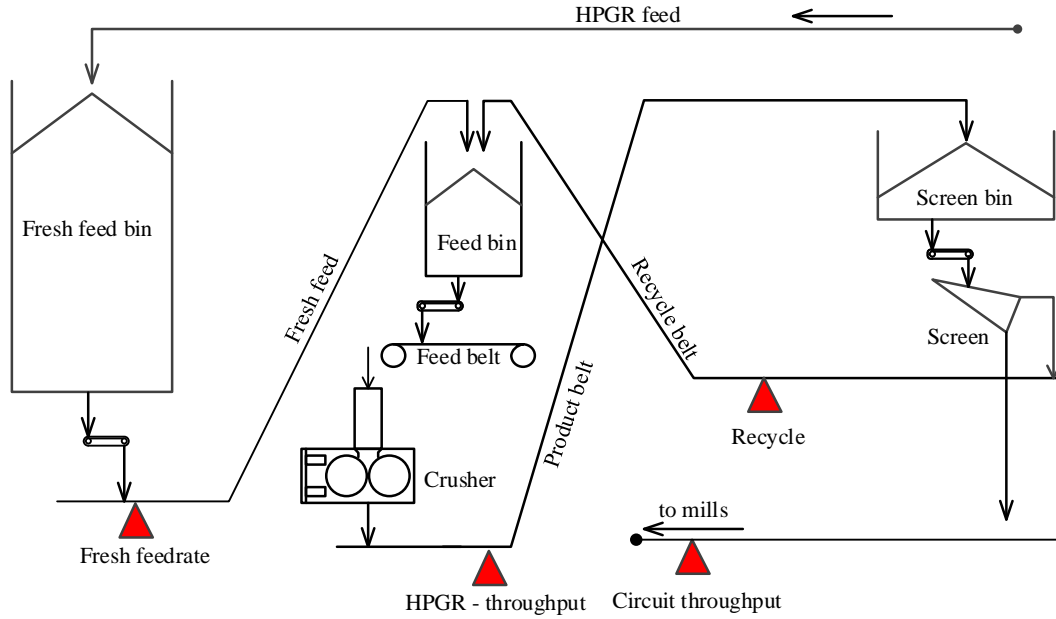 HPGR feed
Fresh feed bin
Feed bin
Screen bin
Fresh feed
Recycle belt
Screen
Feed belt
Product belt
Recycle
Crusher
to mills
Fresh feedrate
HPGR - throughput
Circuit throughput